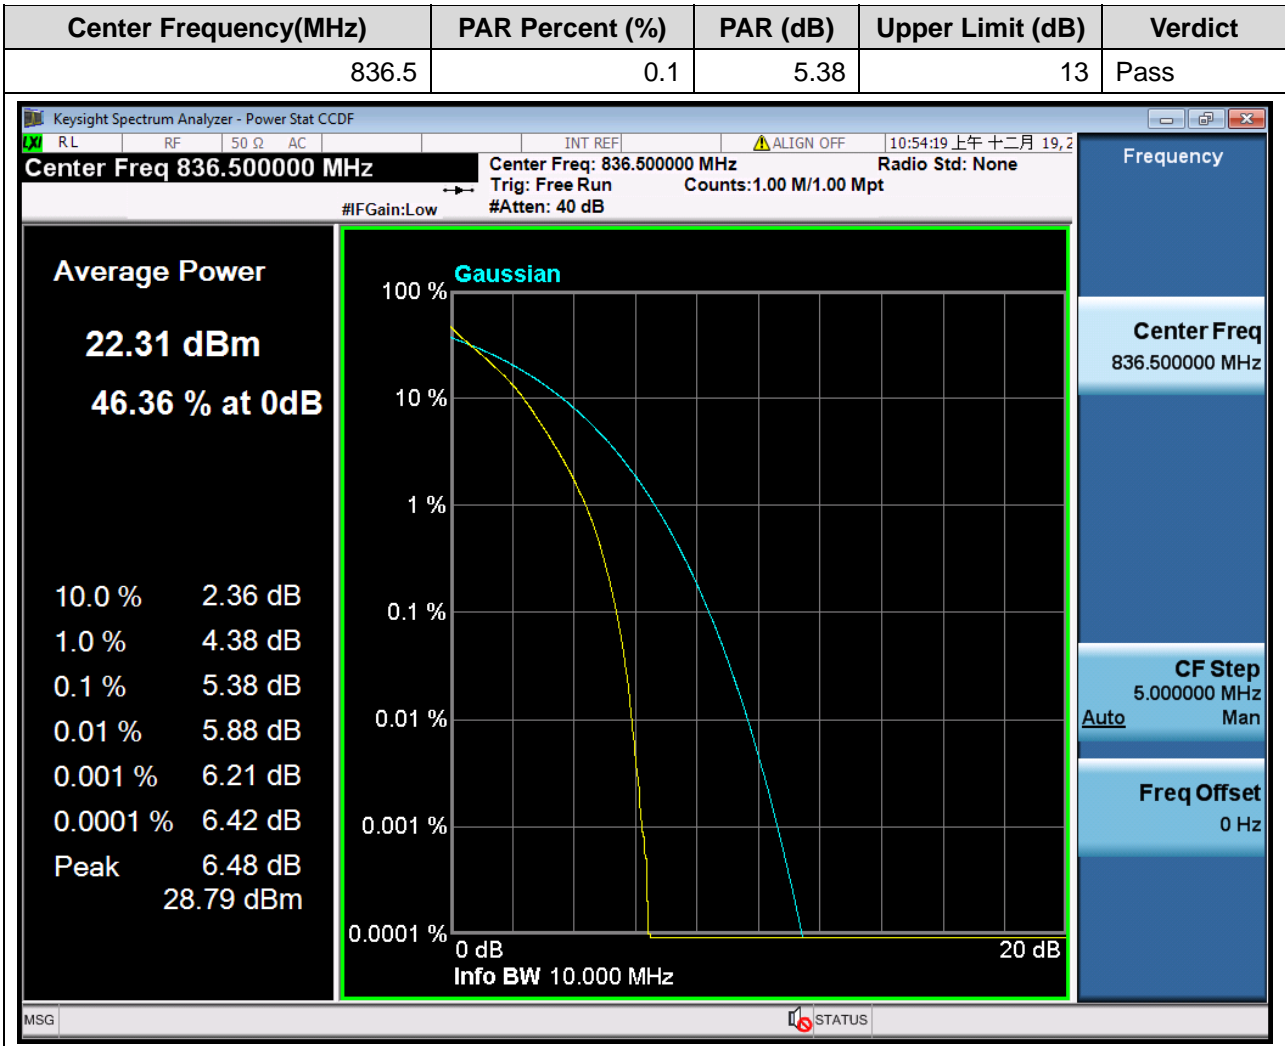 Center Frequency(MHz) PAR Percent (%) PAR (dB) Upper Limit (dB) Verdict
836.5 0.1 5.38 13 Pass
Keysight Spectrum Analyzer - Power Stat CCDF
LXI RL RF 50 Ω AC INT REF ALIGN OFF 10:54:19 上午 十二月 19, 2
Center Freq 836.500000 MHz
Center Freq: 836.500000 MHz Radio Std: None
Trig: Free Run Counts:1.00 M/1.00 Mpt
#IFGain:Low #Atten: 40 dB
Average Power
22.31 dBm
46.36 % at 0dB
10.0 % 2.36 dB
1.0 % 4.38 dB
0.1 % 5.38 dB
0.01 % 5.88 dB
0.001 % 6.21 dB
0.0001 % 6.42 dB
Peak 6.48 dB
28.79 dBm
Gaussian
100 %
10 %
1 %
0.1 %
0.01 %
0.001 %
0.0001 %
0 dB 20 dB
Info BW 10.000 MHz
Frequency
Center Freq
836.500000 MHz
CF Step
5.000000 MHz
Auto Man
Freq Offset
0 Hz
MSG STATUS